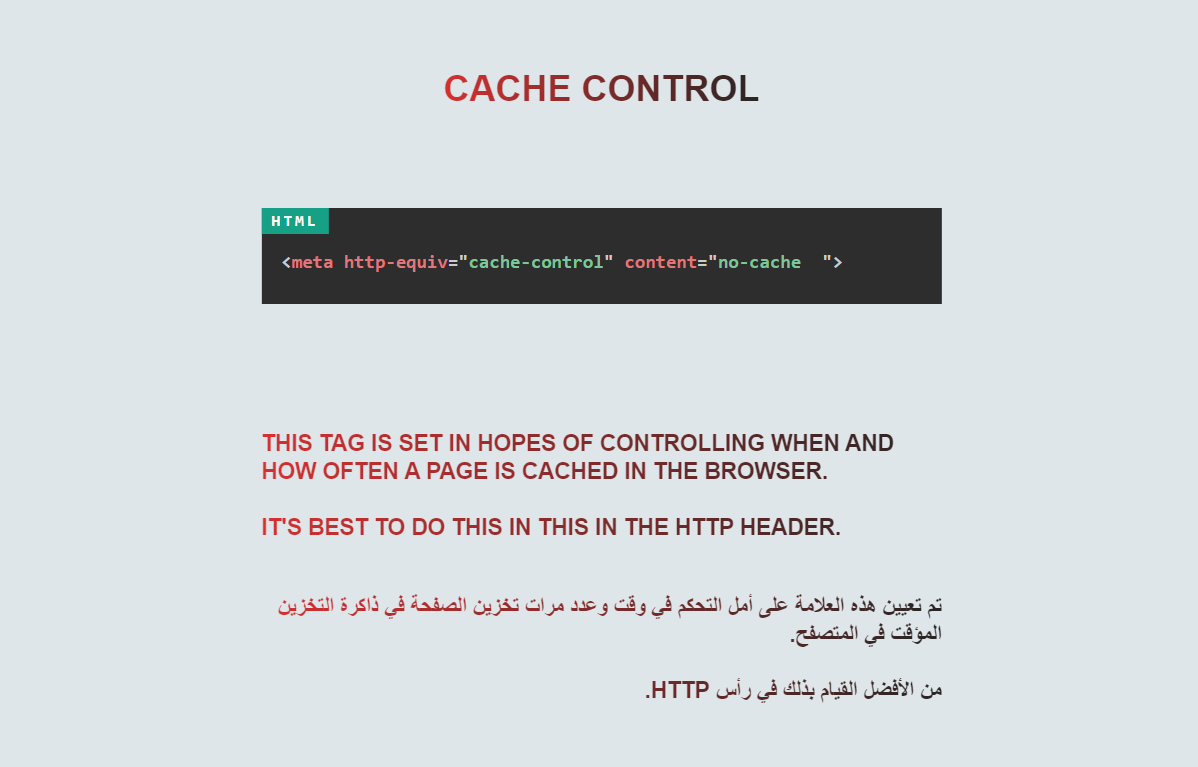 CACHE CONTROL
HTML
<meta http-equiv="cache-control" content="no-cache  ">
THIS TAG IS SET IN HOPES OF CONTROLLING WHEN AND
HOW OFTEN A PAGE IS CACHED IN THE BROWSER.
IT'S BEST TO DO THIS IN THIS IN THE HTTP HEADER.
تم تعيين هذه العلامة على أمل التحكم في وقت وعدد مرات تخزين الصفحة في ذاكرة التخزين
المؤقت في المتصفح.
من الأفضل القيام بذلك في رأس HTTP.